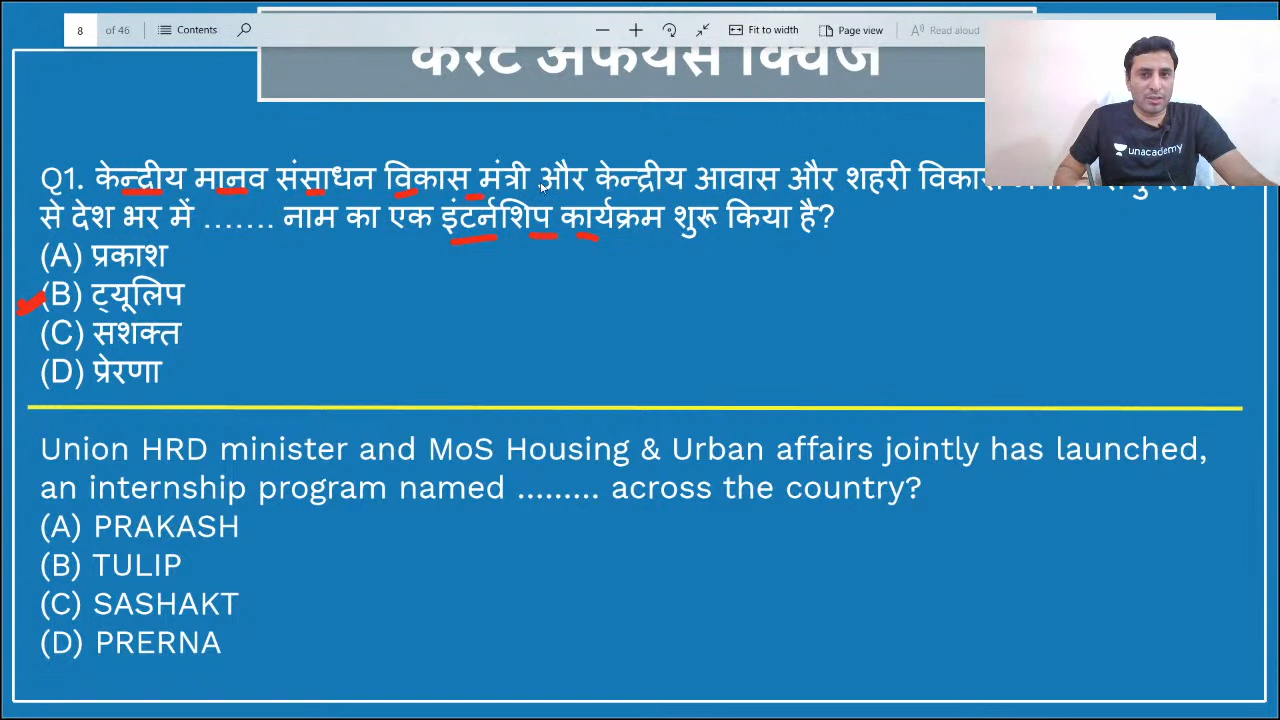 8 of 46 Contents Fit to width Page view Read aloud
करंट अफेयर्स क्विज
unacademy
Q1. केन्द्रीय मानव संसाधन विकास मंत्री और केन्द्रीय आवास और शहरी विकास
से देश भर में ....... नाम का एक इंटर्नशिप कार्यक्रम शुरू किया है?
(A) प्रकाश
(B) ट्यूलिप
(C) सशक्त
(D) प्रेरणा
Union HRD minister and MoS Housing & Urban affairs jointly has launched,
an internship program named ......... across the country?
(A) PRAKASH
(B) TULIP
(C) SASHAKT
(D) PRERNA